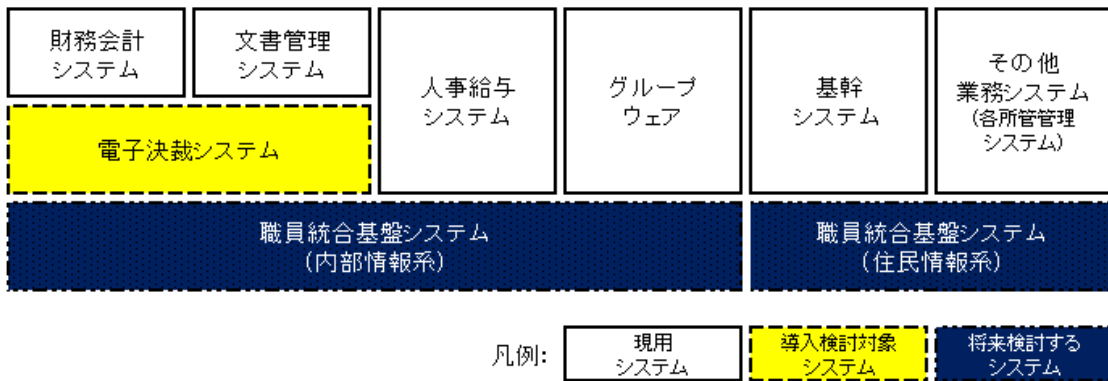 財務会計
システム
文書管理
システム
人事給与
システム
グループ
ウェア
基幹
システム
その他
業務システム
(各所管管理
システム)
電子決裁システム
職員統合基盤システム
(内部情報系)
職員統合基盤システム
(住民情報系)
凡例:
現用
システム
導入検討対象
システム
将来検討する
システム